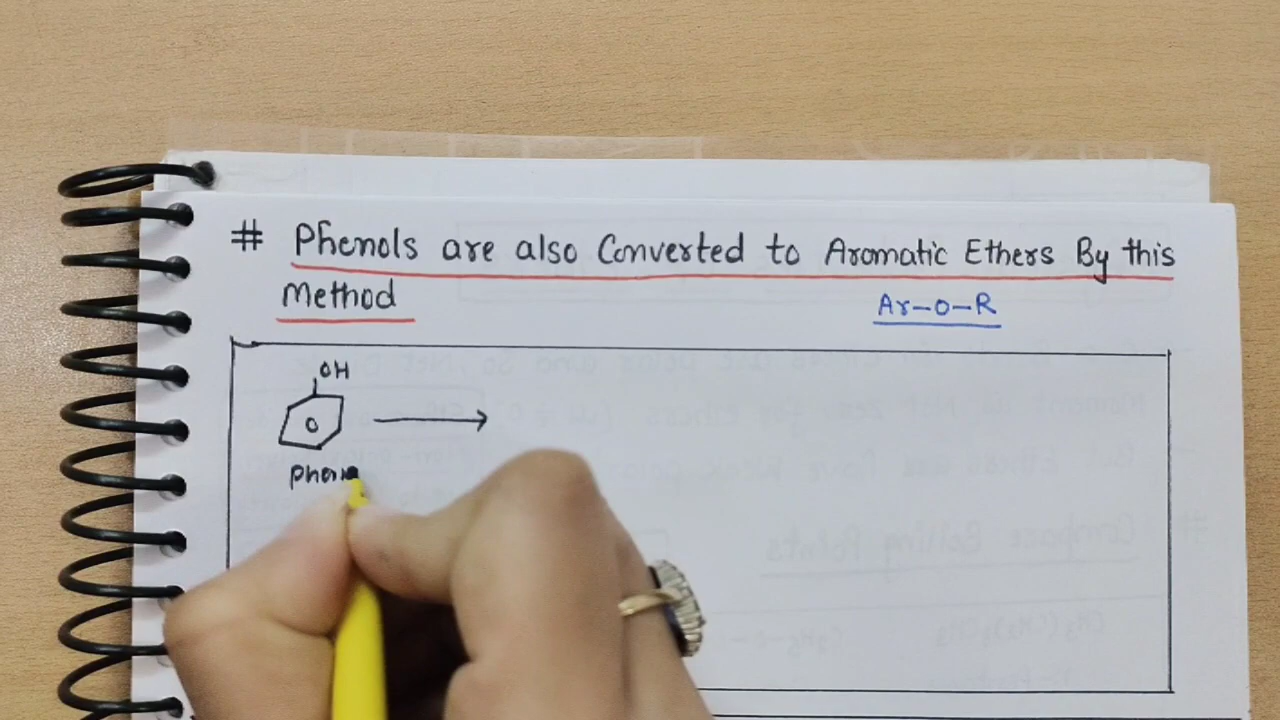 # Phenols are also Converted to Aromatic Ethers By this
Method
Ar-O-R
OH